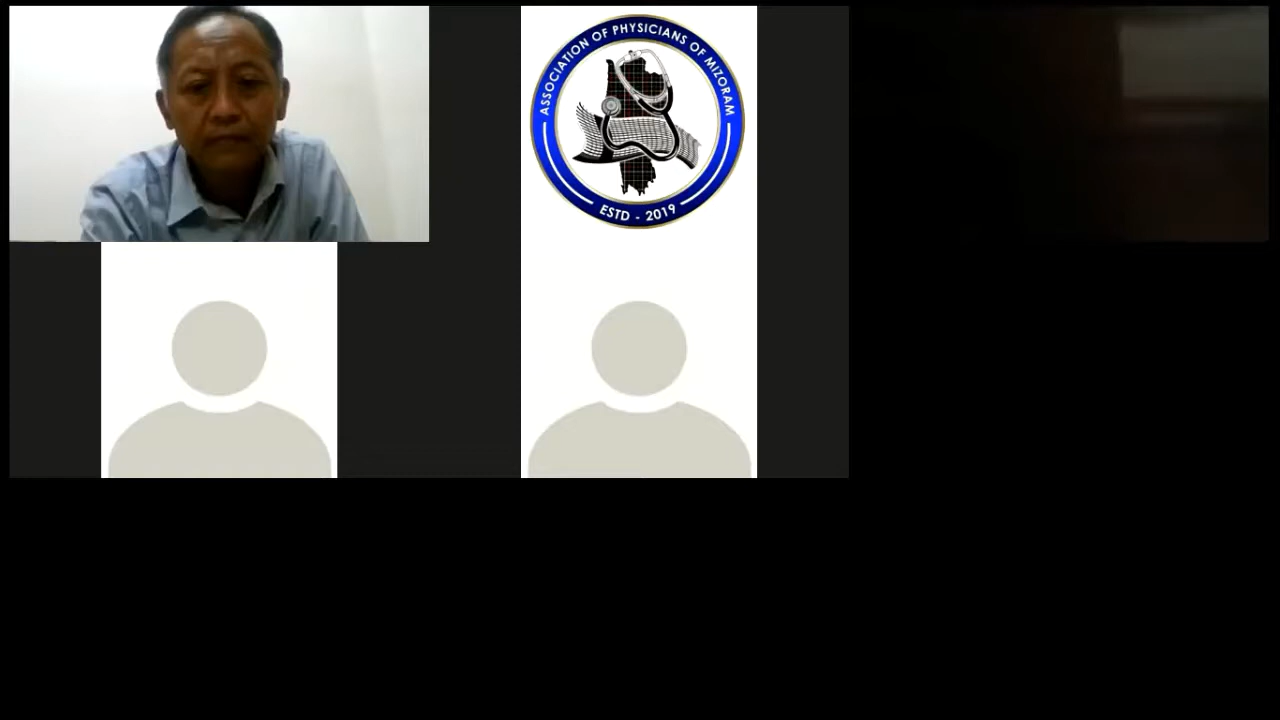 ASSOCIATION OF PHYSICIANS OF MIZORAM
ESTD - 2019